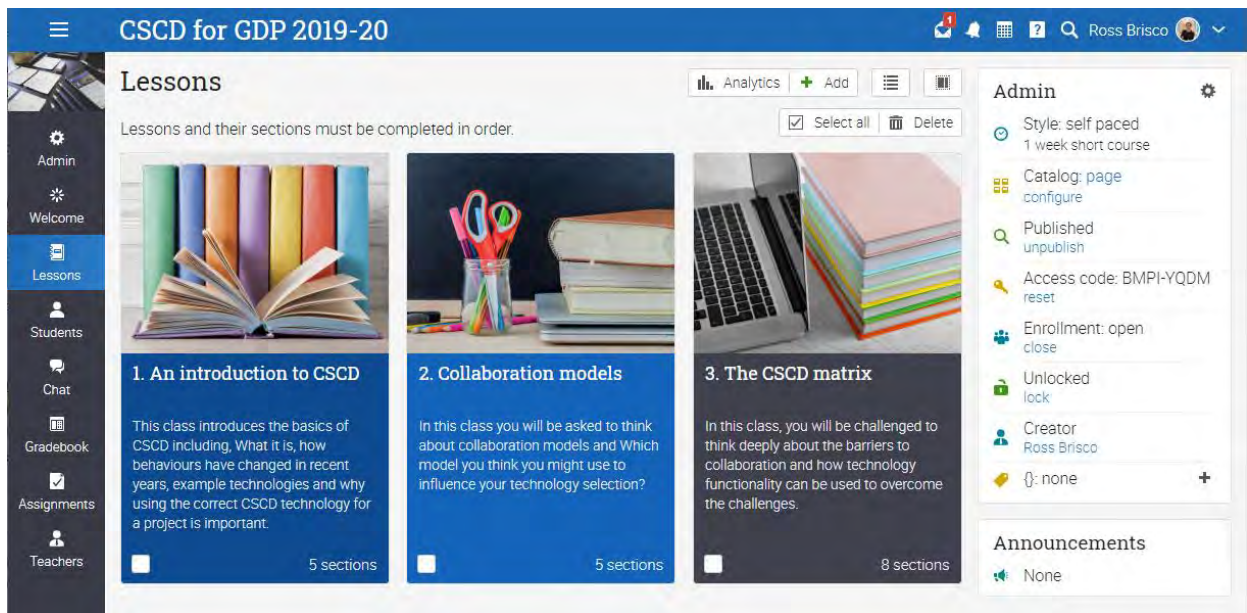 CSCD for GDP 2019-20
1
?
Ross Brisco
Admin
Welcome
Lessons
Students
Chat
Gradebook
Assignments
Teachers
Lessons
Analytics
Add
Lessons and their sections must be completed in order.
Select all
Delete
1. An introduction to CSCD
This class introduces the basics of
CSCD including, What it is, how
behaviours have changed in recent
years, example technologies and why
using the correct CSCD technology for
a project is important.
5 sections
2. Collaboration models
In this class you will be asked to think
about collaboration models and Which
model you think you might use to
influence your technology selection?
5 sections
3. The CSCD matrix
In this class, you will be challenged to
think deeply about the barriers to
collaboration and how technology
functionality can be used to overcome
the challenges.
8 sections
Admin
Style: self paced
1 week short course
Catalog: page
configure
Published
unpublish
Access code: BMPI-YQDM
reset
Enrollment: open
close
Unlocked
lock
Creator
Ross Brisco
{}: none
Announcements
None